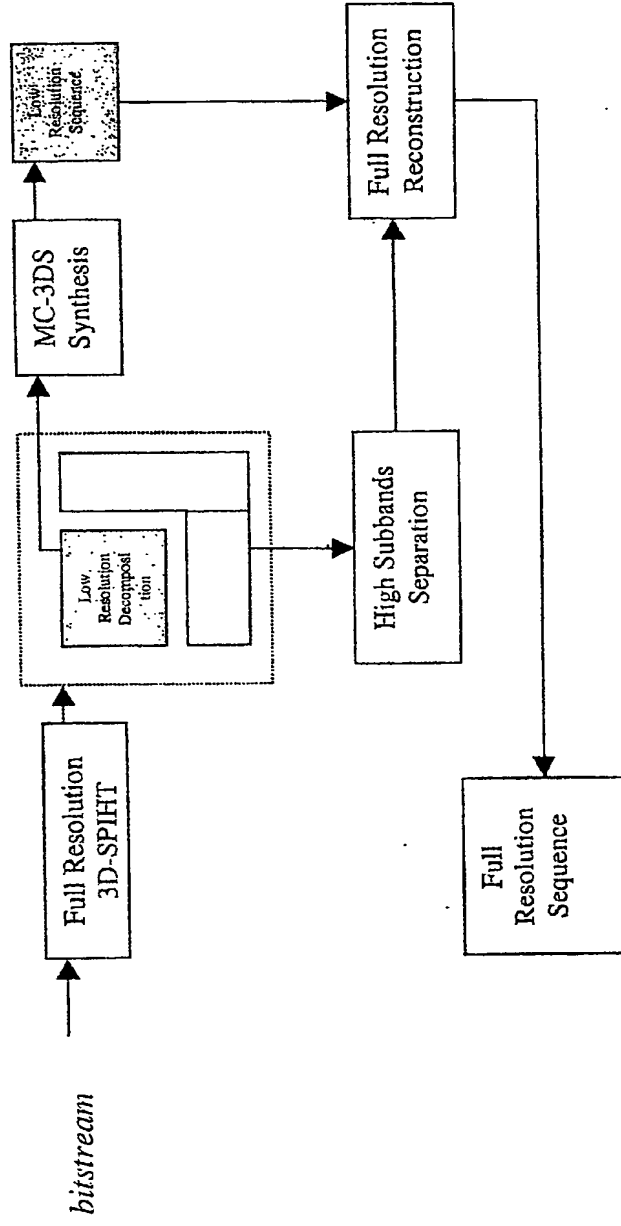 bitstream
Full Resolution
3D-SPIHT
Low
Resolution
Decomposi
tion
MC-3DS
Synthesis
Low
Resolution
Sequence
High Subbands
Separation
Full Resolution
Reconstruction
Full
Resolution
Sequence